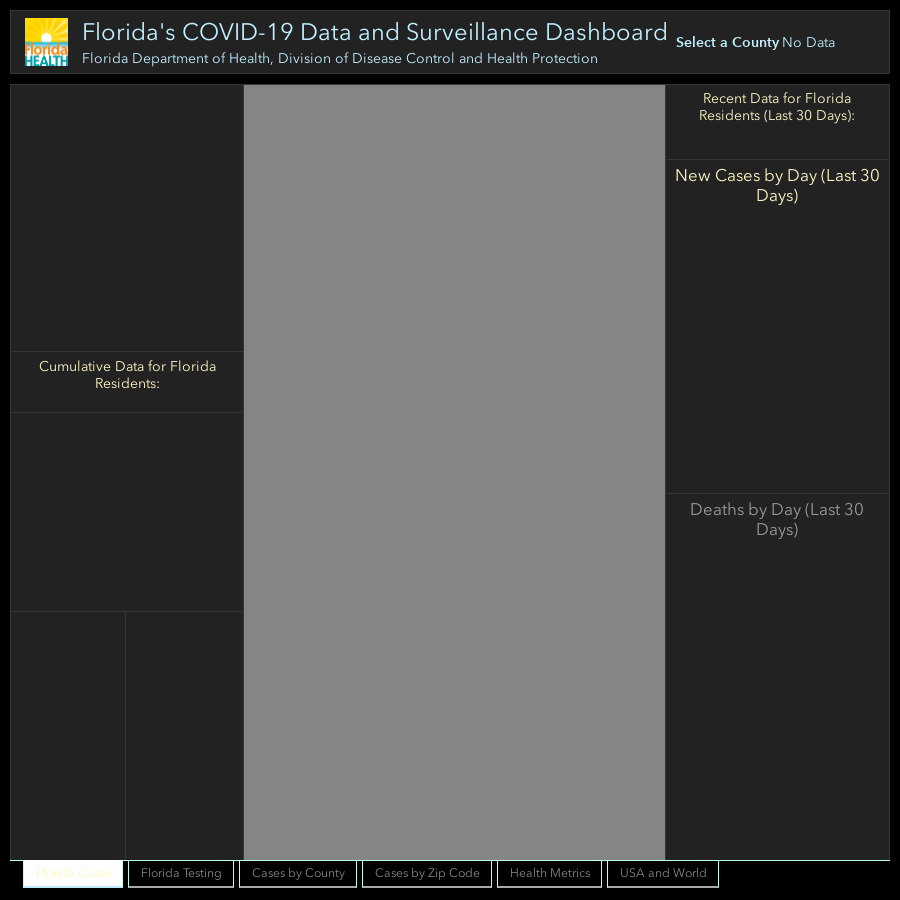 Florida
HEALTH
Florida's COVID-19 Data and Surveillance Dashboard
Florida Department of Health, Division of Disease Control and Health Protection
Select a County No Data
Cumulative Data for Florida
Residents:
Recent Data for Florida
Residents (Last 30 Days):
New Cases by Day (Last 30
Days)
Deaths by Day (Last 30
Days)
Florida Cases
Florida Testing
Cases by County
Cases by Zip Code
Health Metrics
USA and World